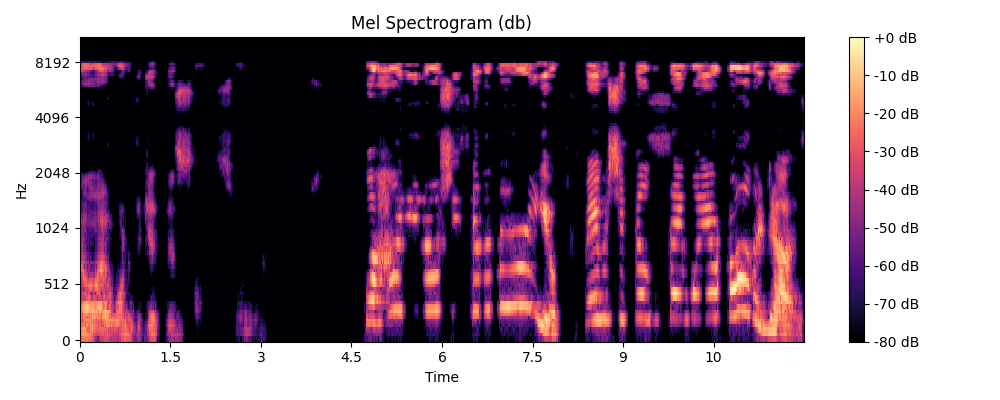 Mel Spectrogram (db)
8192
4096
2048
1024
512
0
Hz
0 1.5 3 4.5 6 7.5 9 10
Time
+0 dB
-10 dB
-20 dB
-30 dB
-40 dB
-50 dB
-60 dB
-70 dB
-80 dB